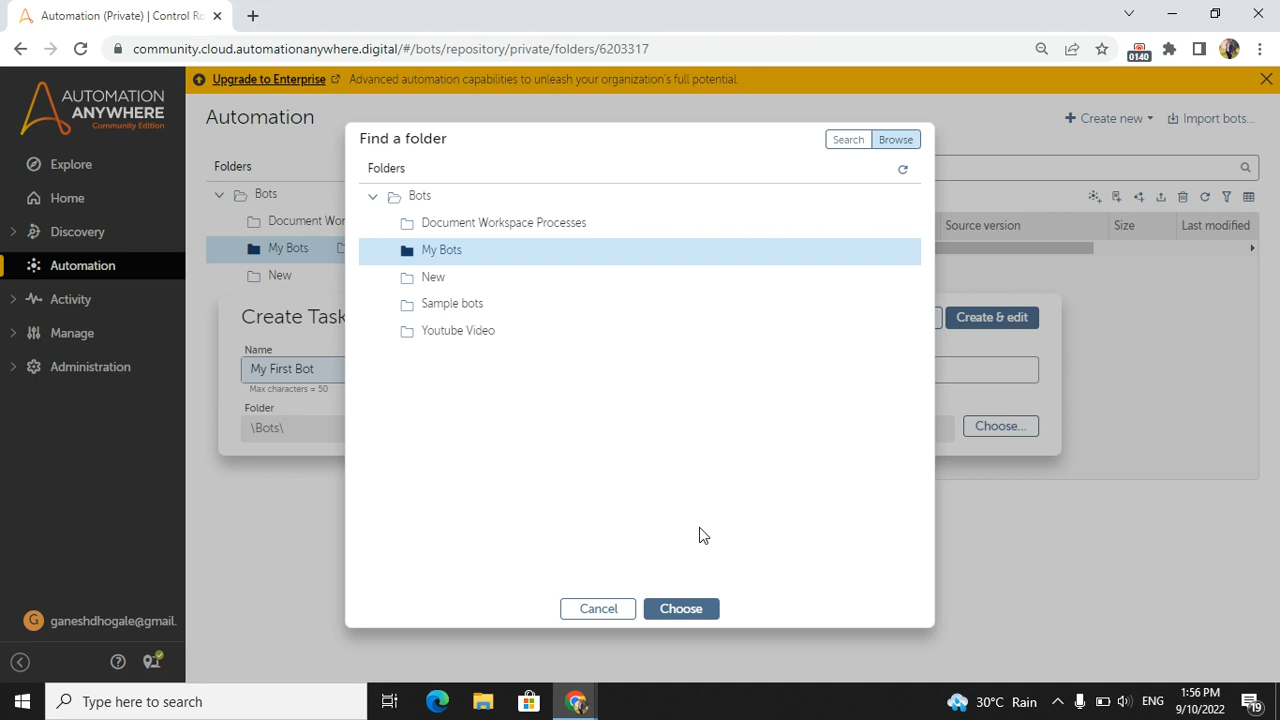 Automation (Private) | Control Ro
community.cloud.automationanywhere.digital/#/bots/repository/private/folders/6203317
0140
Upgrade to Enterprise Advanced automation capabilities to unleash your organization's full potential.
AUTOMATION
ANYWHERE
Community Edition
Explore
Home
Discovery
Automation
Activity
Manage
Administration
G ganeshdhogale@gmail.
Automation
Create new
Import bots...
Folders
Bots
Document Wor
My Bots
New
Source version
Size
Last modified
Create Task
Create & edit
Name
My First Bot
Max characters = 50
Folder
\Bots\
Choose...
Find a folder
Search
Browse
Folders
Bots
Document Workspace Processes
My Bots
New
Sample bots
Youtube Video
Cancel
Choose
Type here to search
30°C Rain
ENG
1:56 PM
9/10/2022
19